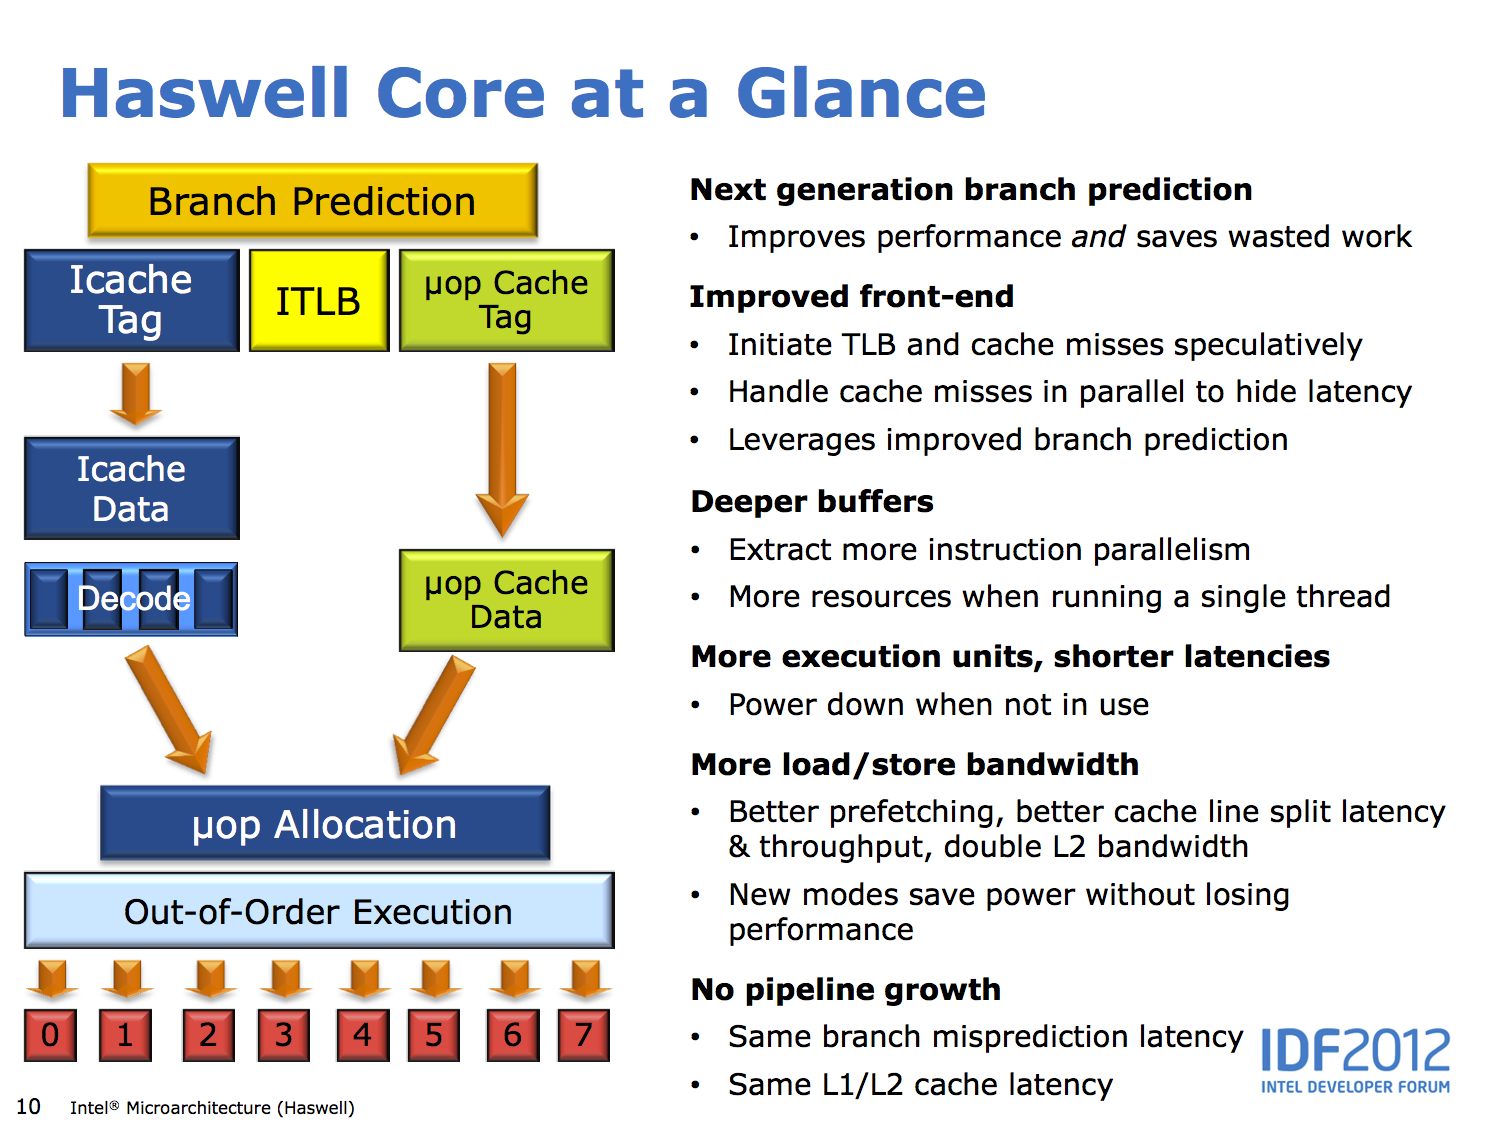 Haswell Core at a Glance
Branch Prediction
Icache
Tag
ITLB
µop Cache
Tag
Icache
Data
Decode
µop Cache
Data
µop Allocation
Out-of-Order Execution
0 1 2 3 4 5 6 7
Next generation branch prediction
• Improves performance and saves wasted work
Improved front-end
• Initiate TLB and cache misses speculatively
• Handle cache misses in parallel to hide latency
• Leverages improved branch prediction
Deeper buffers
• Extract more instruction parallelism
• More resources when running a single thread
More execution units, shorter latencies
• Power down when not in use
More load/store bandwidth
• Better prefetching, better cache line split latency
& throughput, double L2 bandwidth
• New modes save power without losing
performance
No pipeline growth
• Same branch misprediction latency
• Same L1/L2 cache latency
IDF2012
INTEL DEVELOPER FORUM
10 Intel® Microarchitecture (Haswell)